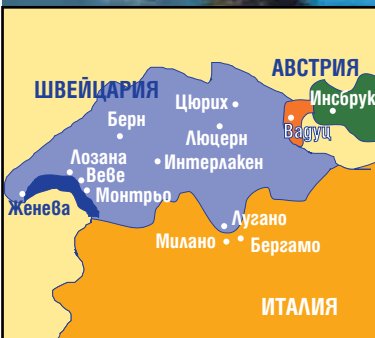 АВСТРИЯ
ШВЕЙЦАРИЯ
Инсбрук
Цюрих
Берн
Вадуц
Люцерн
Лозана
Интерлакен
Веве
Монтрьо
Женева
Лугано
Милано
Бергамо
ИТАЛИЯ